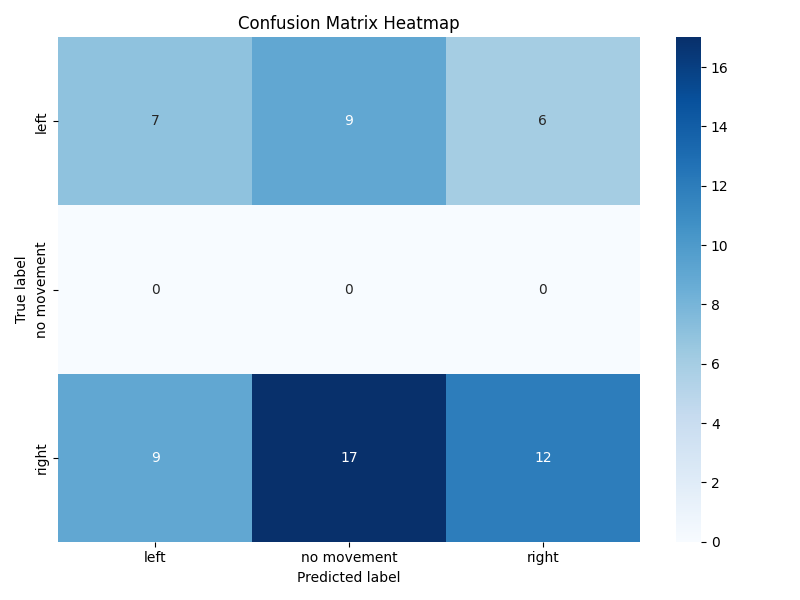 Confusion Matrix Heatmap
True label
left
7 9 6
no movement
0 0 0
right
9 17 12
left no movement right
Predicted label
16
14
12
10
8
6
4
2
0